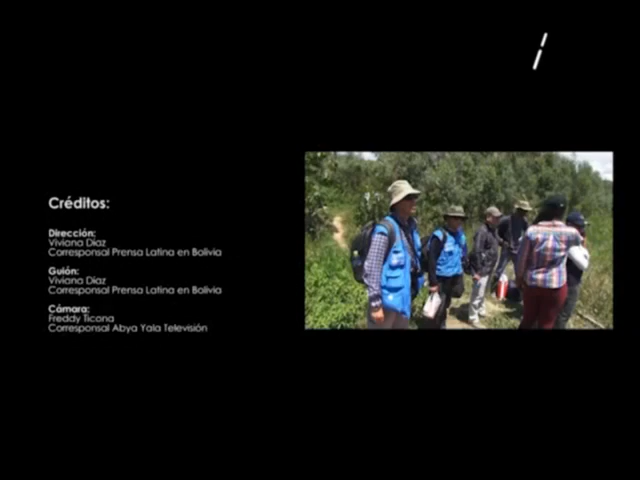 Créditos:
Dirección:
Viviana Díaz
Corresponsal Prensa Latina en Bolivia
Guión:
Viviana Díaz
Corresponsal Prensa Latina en Bolivia
Cámara:
Freddy Ticona
Corresponsal Abya Yala Televisión